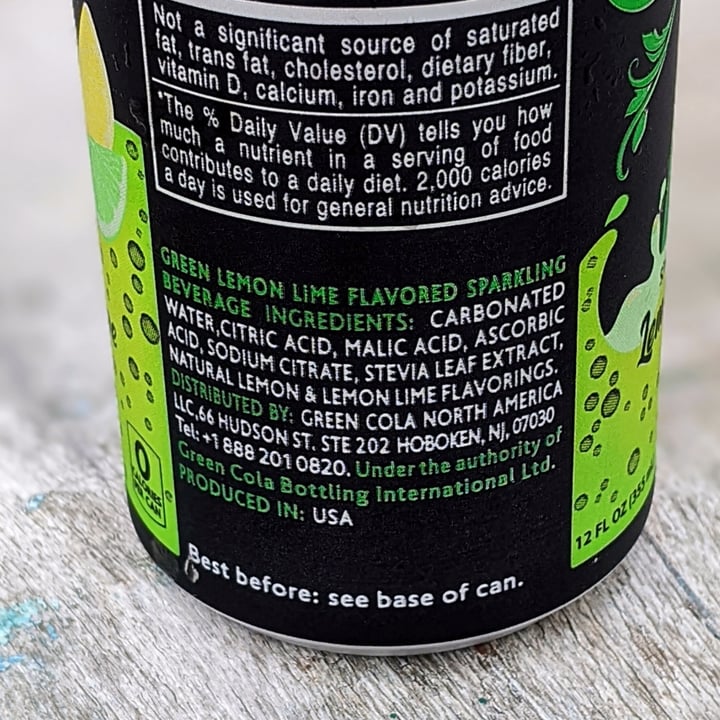 Not a significant source of saturated
fat, trans fat, cholesterol, dietary fiber,
vitamin D, calcium, iron and potassium.
*The % Daily Value (DV) tells you how
much a nutrient in a serving of food
contributes to a daily diet. 2,000 calories
a day is used for general nutrition advice.
GREEN LEMON LiME FLAVORED SPARKLING
BEVERAGE INGREDIENTS: CARBONATED
WATER,CITRIC ACID, MALIC ACID, ASCORBIC
ACID, SODIUM CITRATE, STEVIA LEAF EXTRACT,
NATURAL LEMON & LEMON LIME FLAVORINGS.
DISTRIBUTED BY: GREEN COLA NORTH AMERICA
LLC,66 HUDSON ST. STE 202 HOBOKEN, NJ, 07030
Tel: +1 888 201 0820. Under the authority of
Green Cola Bottling International Ltd.
PRODUCED IN: USA
Best before: see base of can.
0
CALORIES
PER CAN
12 FL OZ (355